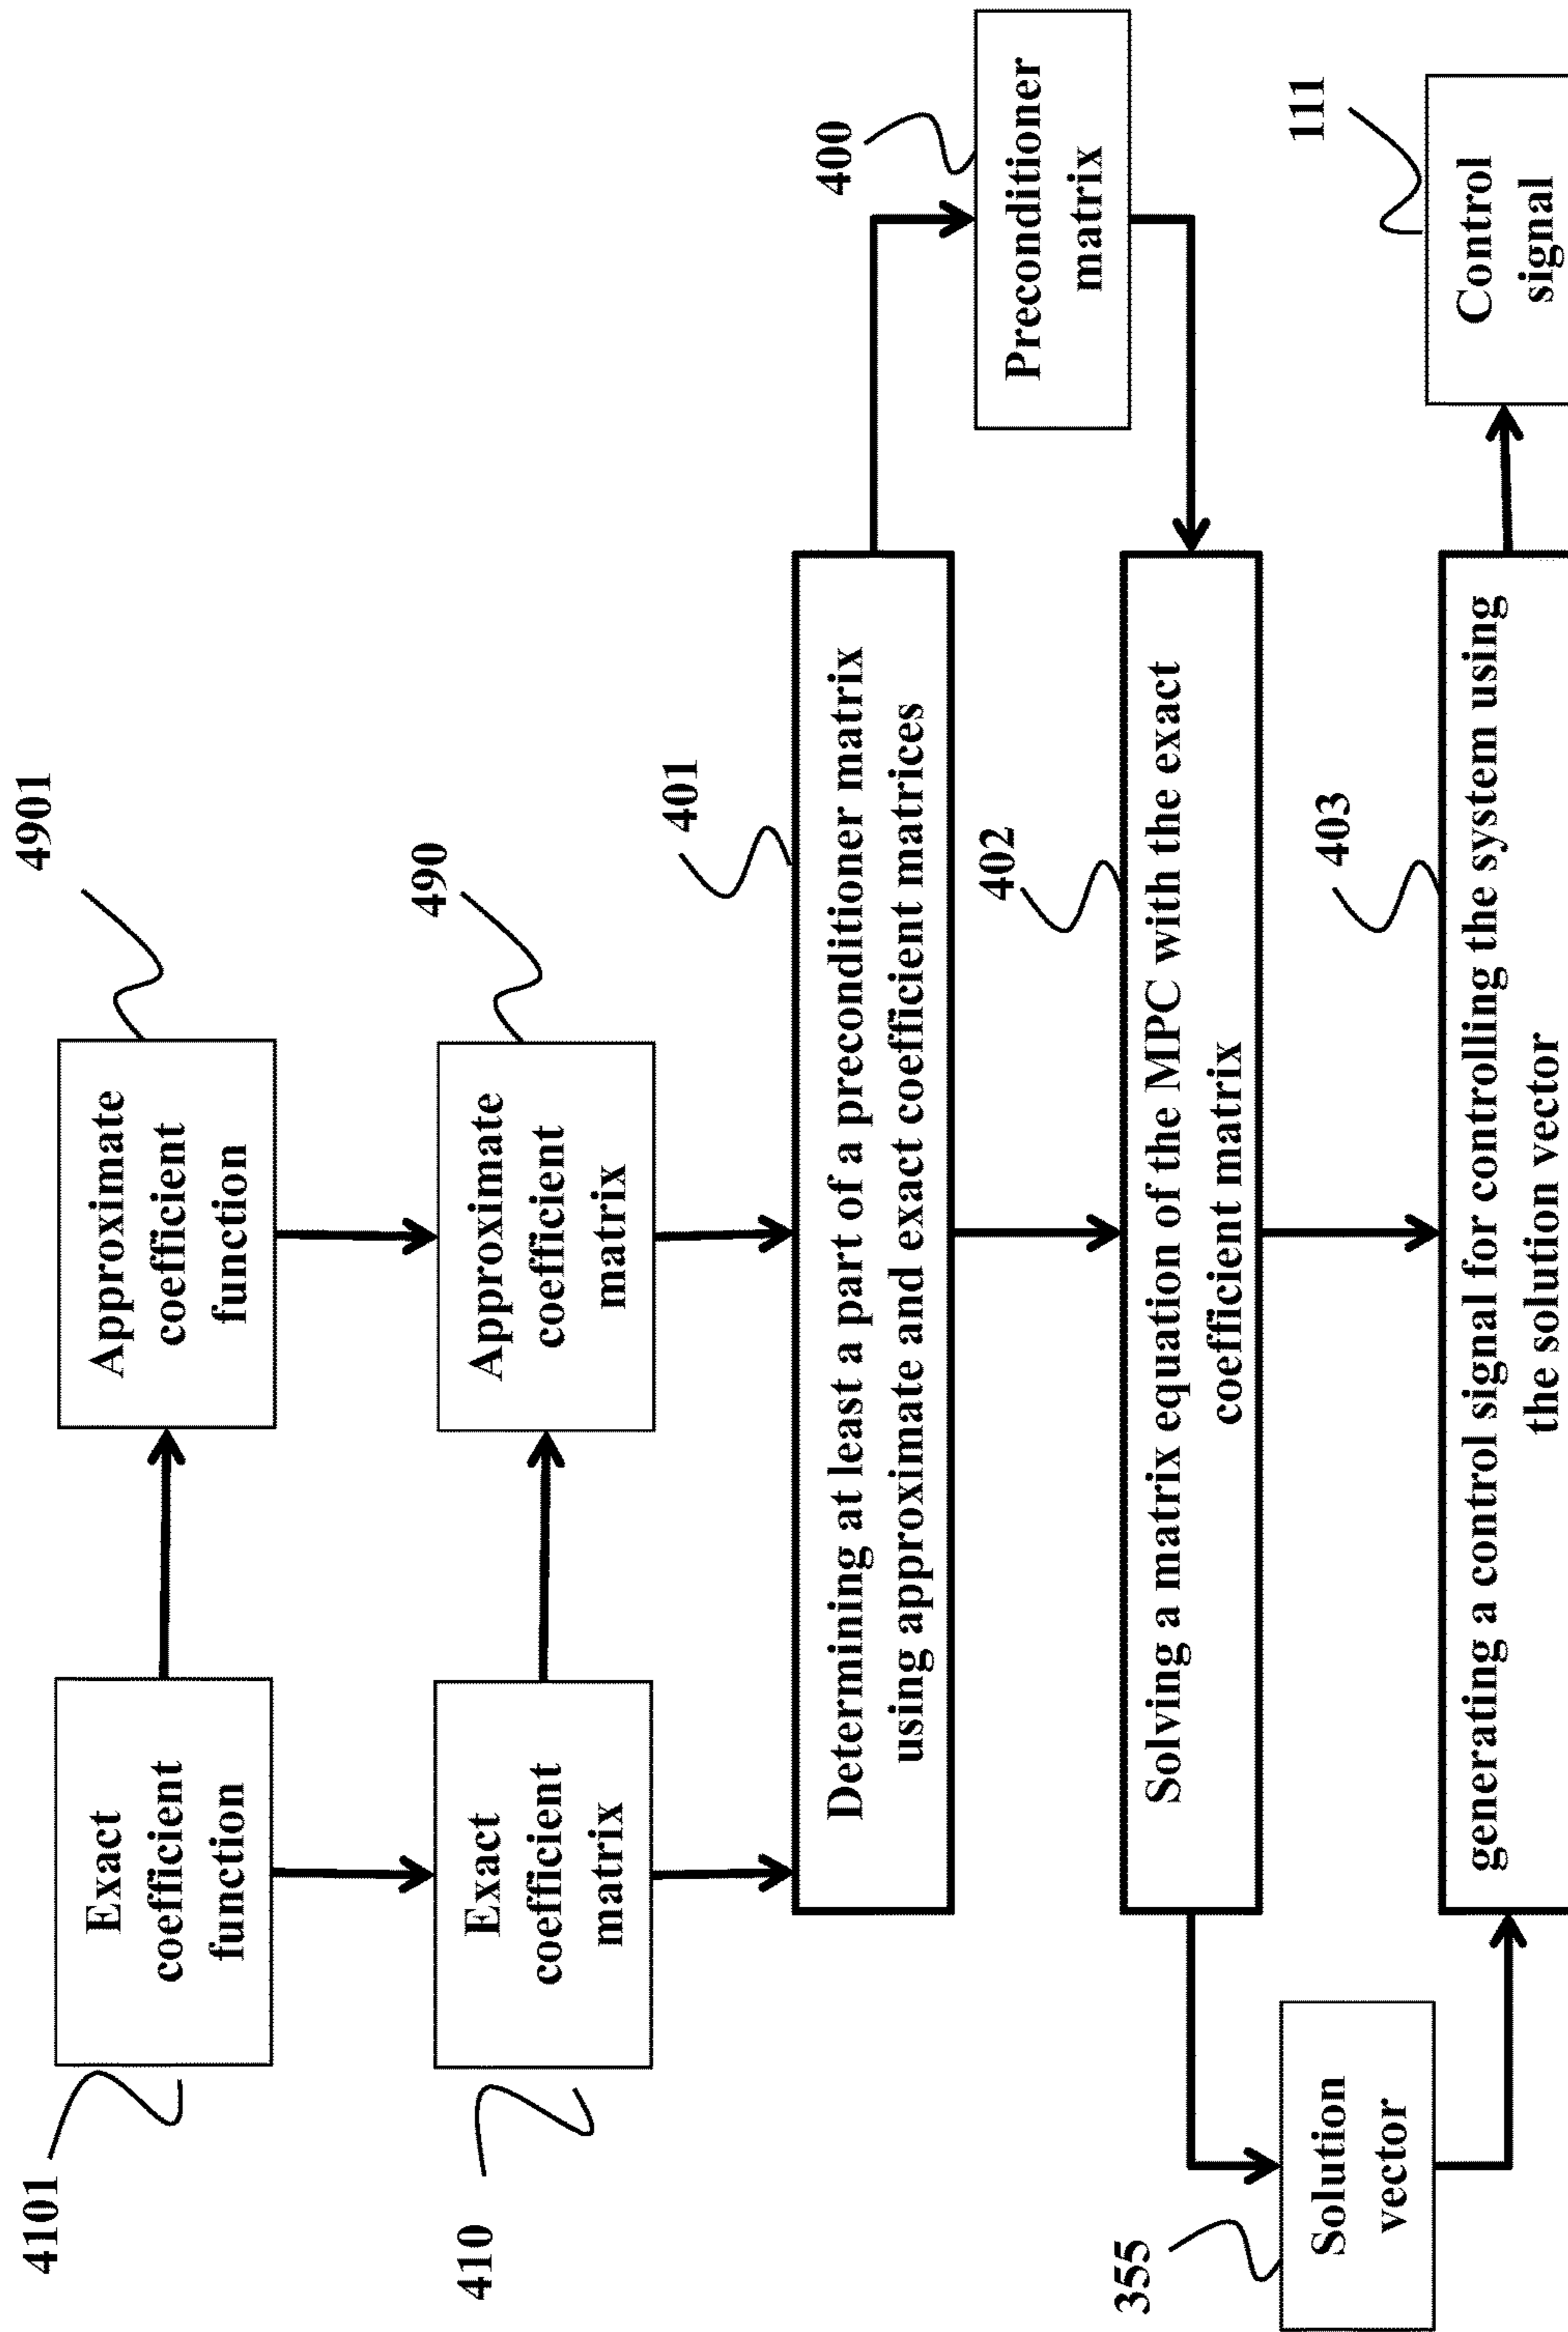 4101
Exact
coefficient
function
Approximate
coefficient
function
4901
410
Exact
coefficient
matrix
Approximate
coefficient
matrix
490
401
Determining at least a part of a preconditioner matrix
using approximate and exact coefficient matrices
400
Preconditioner
matrix
402
Solving a matrix equation of the MPC with the exact
coefficient matrix
355
Solution
vector
403
generating a control signal for controlling the system using
the solution vector
111
Control
signal